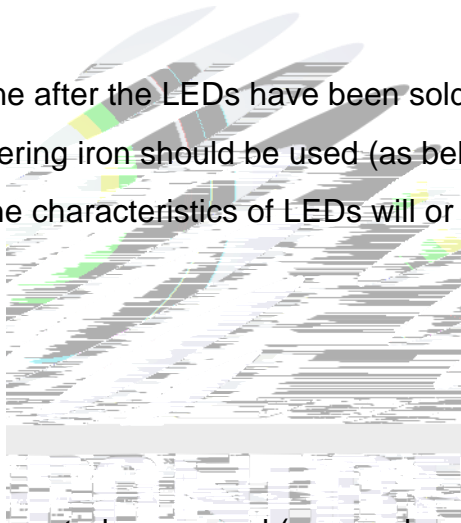 ne after the LEDs have been sold
ering iron should be used (as bel
ne characteristics of LEDs will or